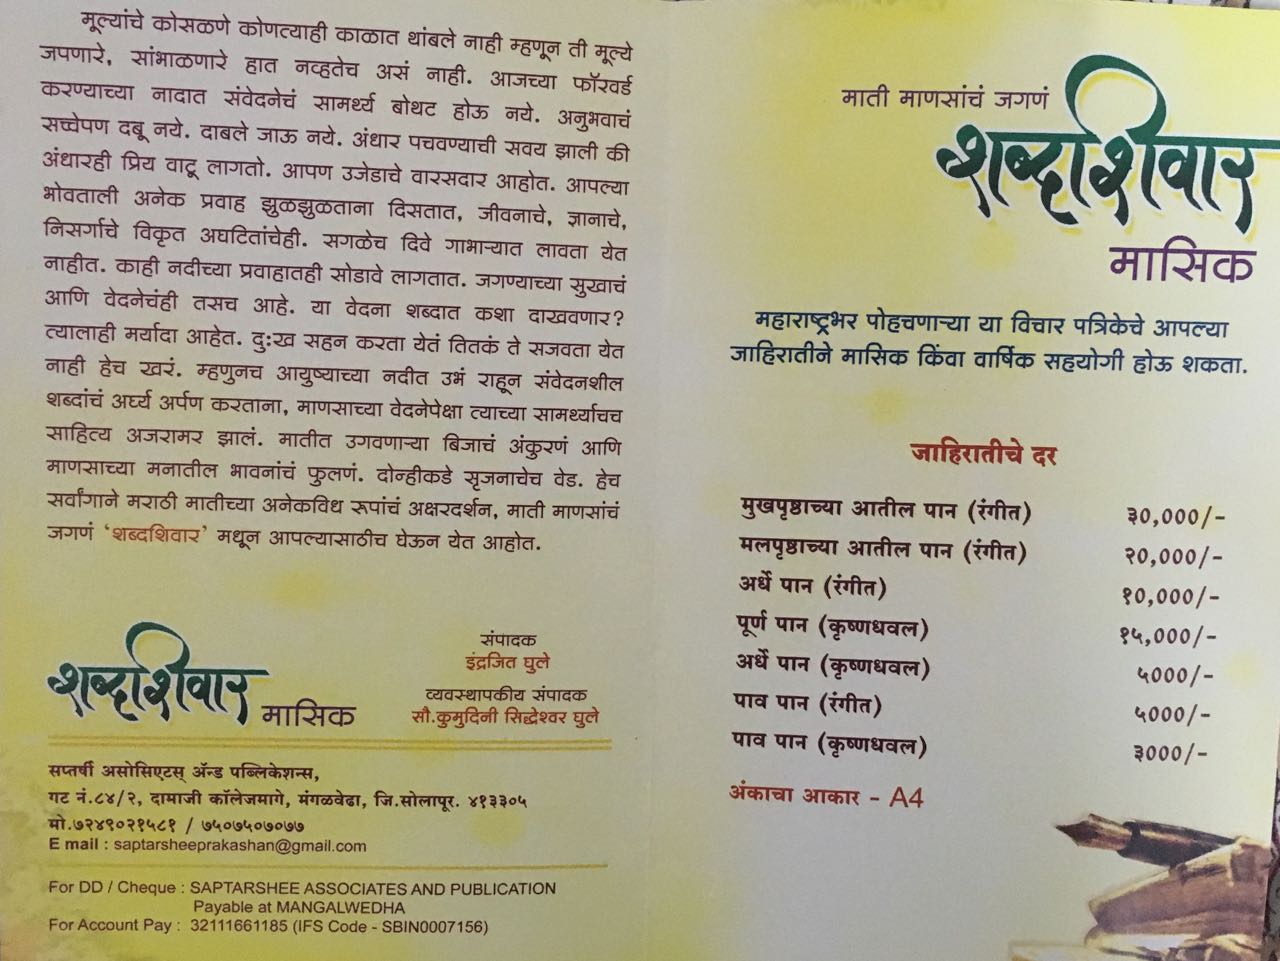 मूल्यांचे कोसळणे कोणत्याही काळात थांबले नाही म्हणून ती मूल्ये
जपणारे, सांभाळणारे हात नव्हतेच असं नाही. आजच्या फॉरवर्ड
करण्याच्या नादात संवेदनेचं सामर्थ्य बोथट होऊ नये. अनुभवाचं
सच्चेपण दबू नये. दाबले जाऊ नये. अंधार पचवण्याची सवय झाली की
अंधारही प्रिय वाटू लागतो. आपण उजेडाचे वारसदार आहोत. आपल्या
भोवताली अनेक प्रवाह झुळझुळताना दिसतात, जीवनाचे, ज्ञानाचे,
निसर्गाचे विकृत अघटितांचेही. सगळेच दिवे गाभाऱ्यात लावता येत
नाहीत. काही नदीच्या प्रवाहातही सोडावे लागतात. जगण्याच्या सुखाचं
आणि वेदनेचंही तसच आहे. या वेदना शब्दात कशा दाखवणार?
त्यालाही मर्यादा आहेत. दुःख सहन करता येतं तितकं ते सजवता येत
नाही हेच खरं. म्हणुनच आयुष्याच्या नदीत उभं राहून संवेदनशील
शब्दांचं अर्घ्य अर्पण करताना, माणसाच्या वेदनेपेक्षा त्याच्या सामर्थ्याचच
साहित्य अजरामर झालं. मातीत उगवणाऱ्या बिजाचं अंकुरणं आणि
माणसाच्या मनातील भावनांचं फुलणं. दोन्हीकडे सृजनाचेच वेड. हेच
सर्वांगाने मराठी मातीच्या अनेकविध रूपांचं अक्षरदर्शन, माती माणसांचं
जगणं ‘शब्दशिवार’ मधून आपल्यासाठीच घेऊन येत आहोत.
शब्दशिवार मासिक
संपादक
इंद्रजित घुले
व्यवस्थापकीय संपादक
सौ.कुमुदिनी सिद्धेश्वर घुले
सप्तर्षी असोसिएटस् ॲन्ड पब्लिकेशन्स,
गट नं.८४/२, दामाजी कॉलेजमागे, मंगळवेढा, जि.सोलापूर. ४१३३०५
मो.७२४९०२१५८१ / ७५०७५०७०७७
E mail : saptarsheeprakashan@gmail.com
For DD / Cheque : SAPTARSHEE ASSOCIATES AND PUBLICATION
Payable at MANGALWEDHA
For Account Pay : 32111661185 (IFS Code - SBIN0007156)
माती माणसांचं जगणं
शब्दशिवार
मासिक
महाराष्ट्रभर पोहचणाऱ्या या विचार पत्रिकेचे आपल्या
जाहिरातीने मासिक किंवा वार्षिक सहयोगी होऊ शकता.
जाहिरातीचे दर
मुखपृष्ठाच्या आतील पान (रंगीत) ३०,०००/-
मलपृष्ठाच्या आतील पान (रंगीत) २०,०००/-
अर्धे पान (रंगीत) १०,०००/-
पूर्ण पान (कृष्णधवल) १५,०००/-
अर्धे पान (कृष्णधवल) ५०००/-
पाव पान (रंगीत) ५०००/-
पाव पान (कृष्णधवल) ३०००/-
अंकाचा आकार - A4